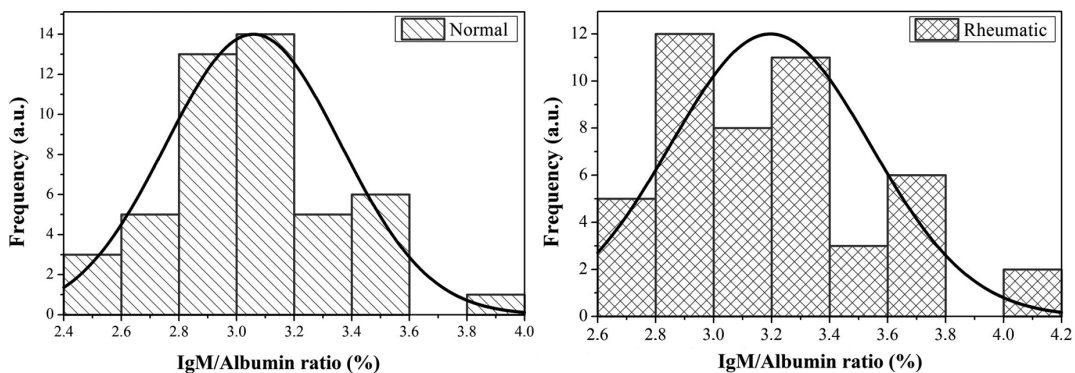 14
12
10
8
6
4
2
0
Frequency (a.u.)
Normal
2.4 2.6 2.8 3.0 3.2 3.4 3.6 3.8 4.0
IgM/Albumin ratio (%)
12
10
8
6
4
2
0
Frequency (a.u.)
Rheumatic
2.6 2.8 3.0 3.2 3.4 3.6 3.8 4.0 4.2
IgM/Albumin ratio (%)